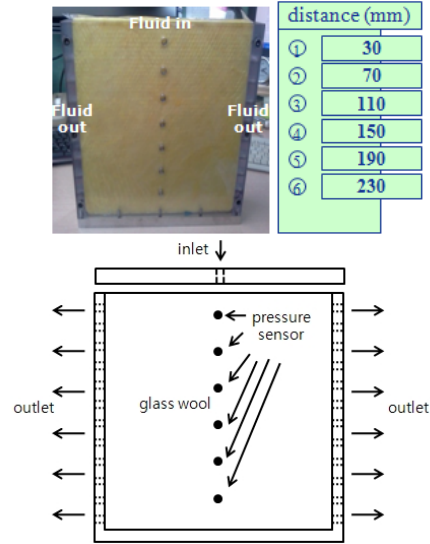 Fluid in
Fluid out
Fluid out
distance (mm)
① 30
② 70
③ 110
④ 150
⑤ 190
⑥ 230
inlet
pressure sensor
glass wool
outlet
outlet